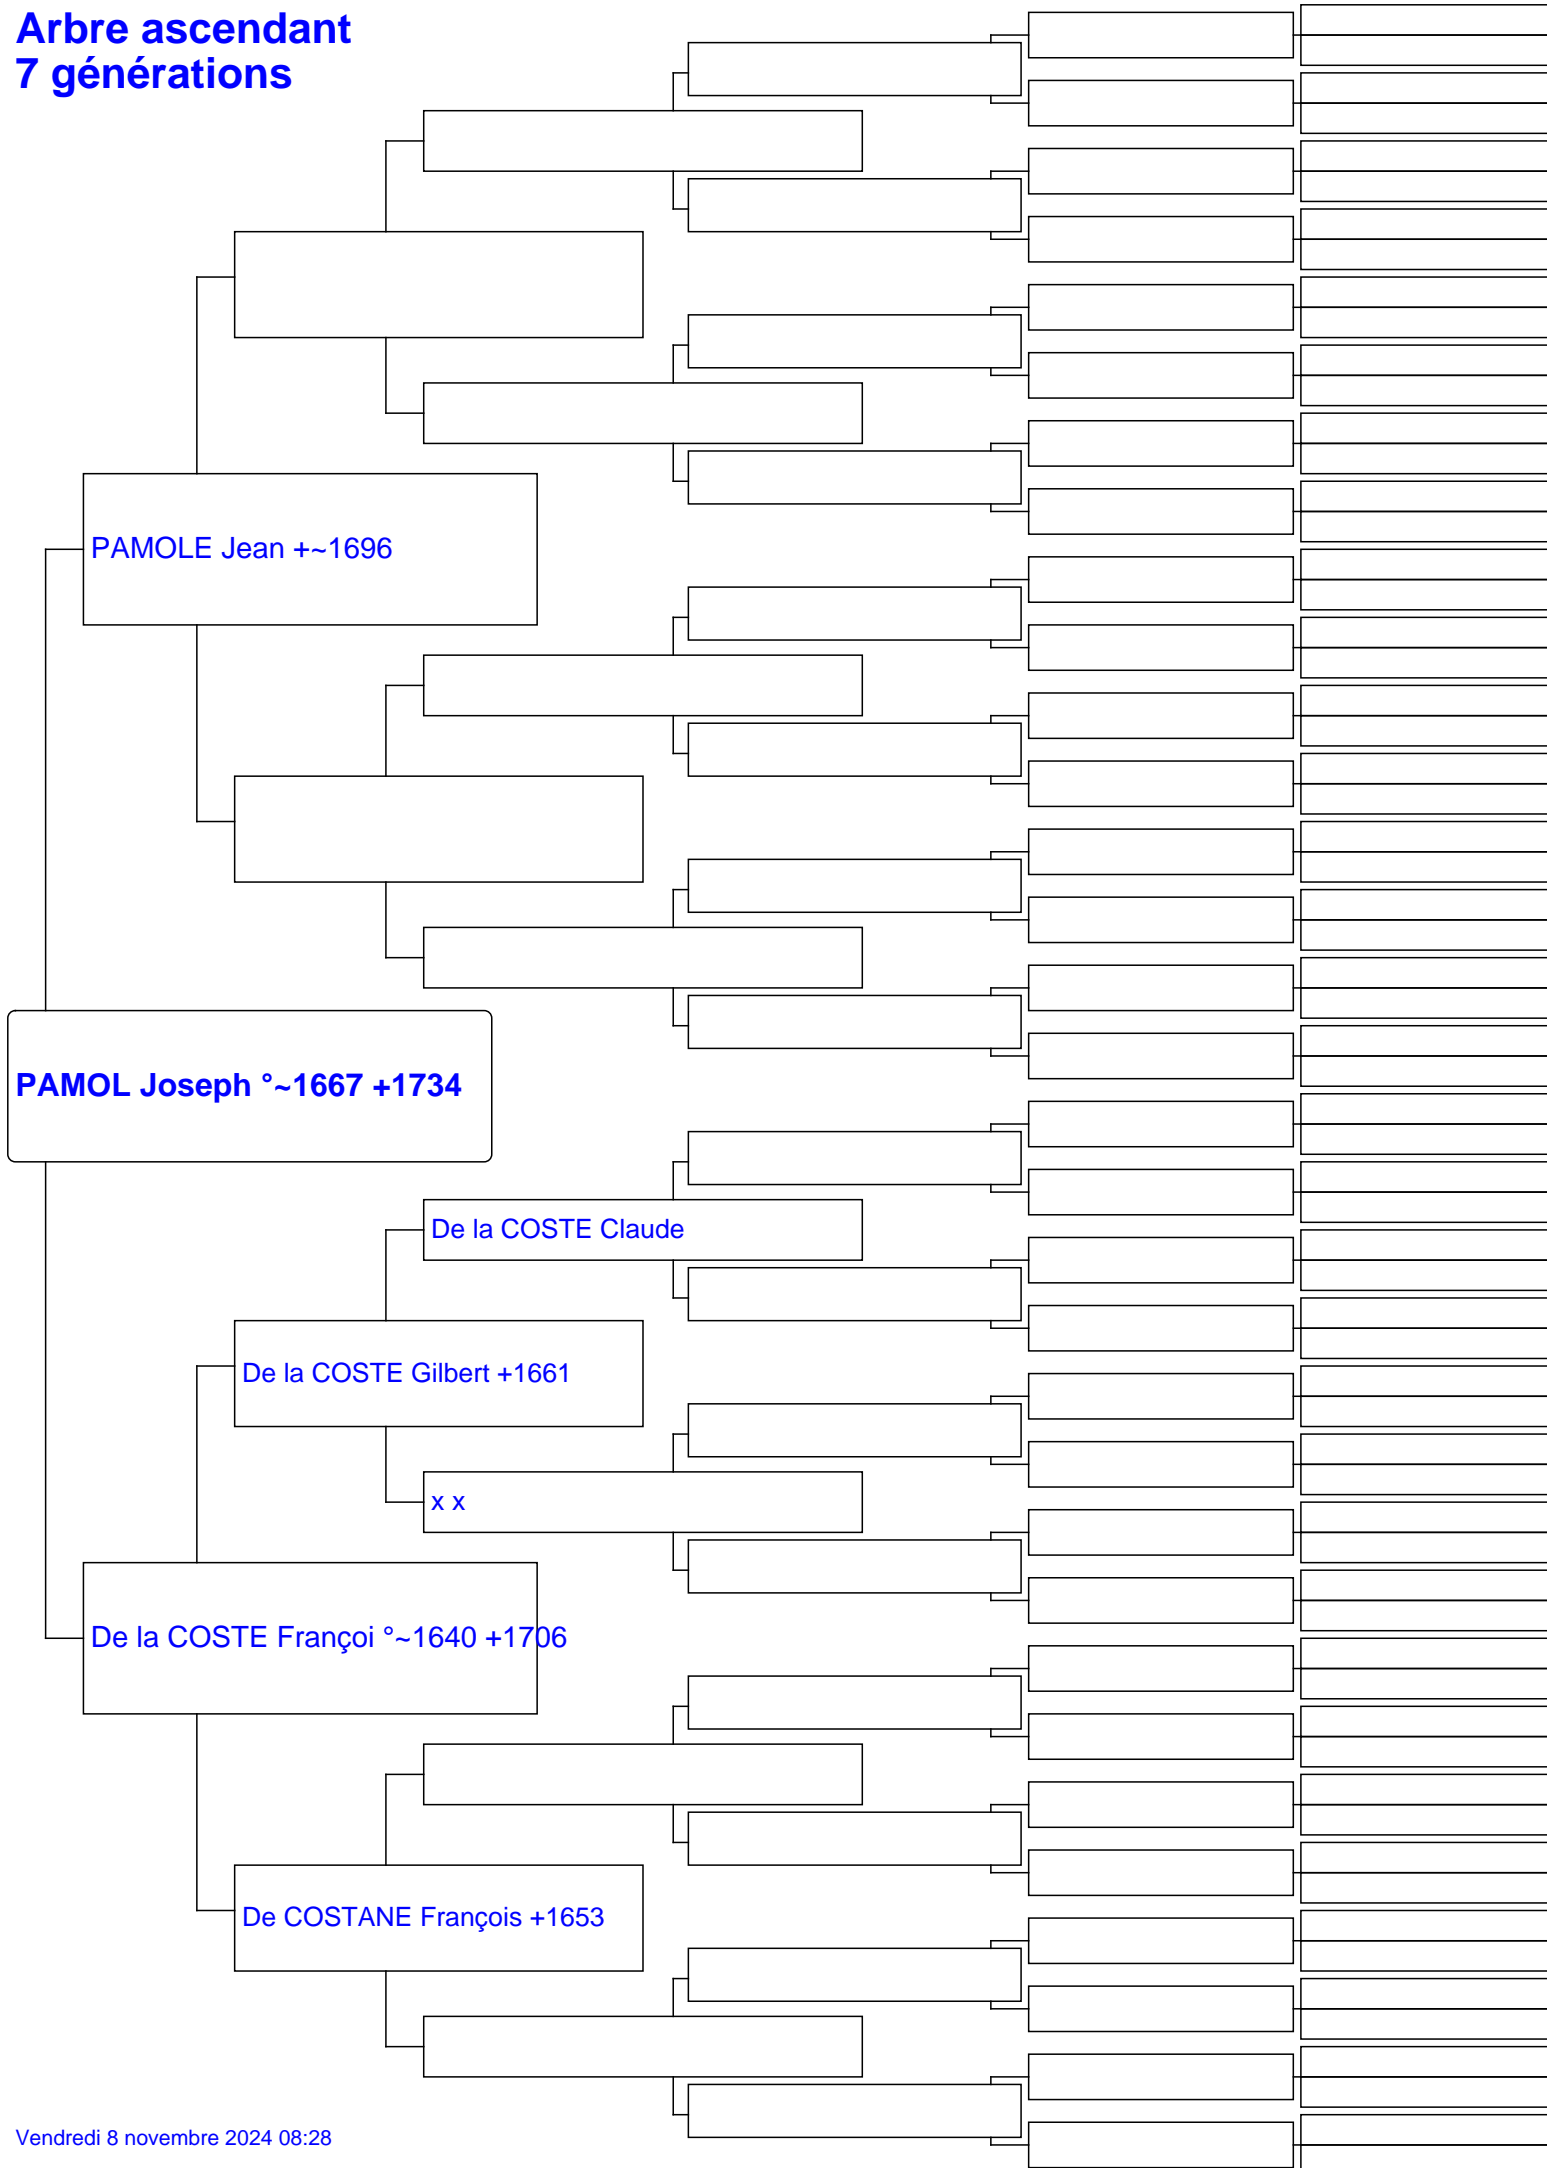 Arbre ascendant
7 générations
PAMOLE Jean +~1696
PAMOL Joseph °~1667 +1734
De la COSTE Claude
De la COSTE Gilbert +1661
x x
De la COSTE Françoi °~1640 +1706
De COSTANE François +1653
Vendredi 8 novembre 2024 08:28